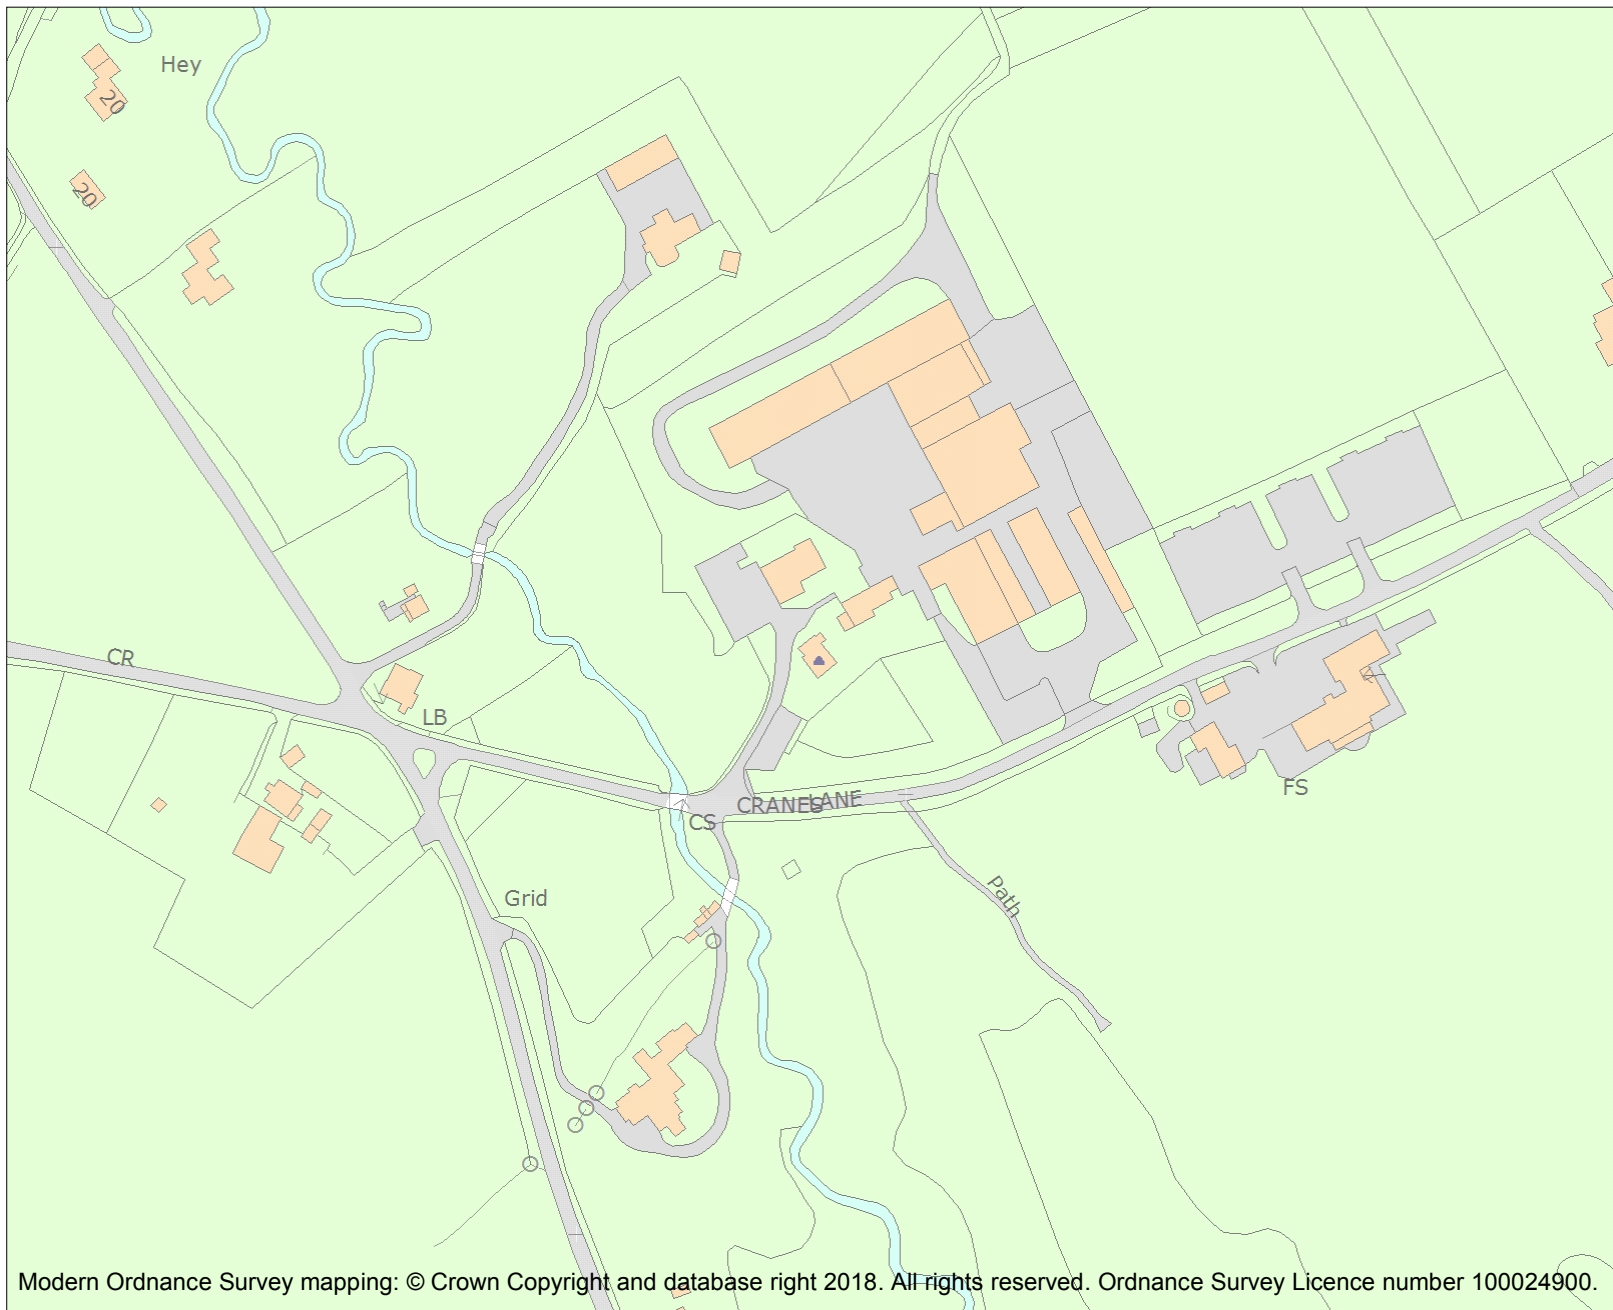 Hey
20
20
CR
LB
CRANES LANE
CS
FS
Path
Grid
Modern Ordnance Survey mapping: © Crown Copyright and database right 2018. All rights reserved. Ordnance Survey Licence number 100024900.